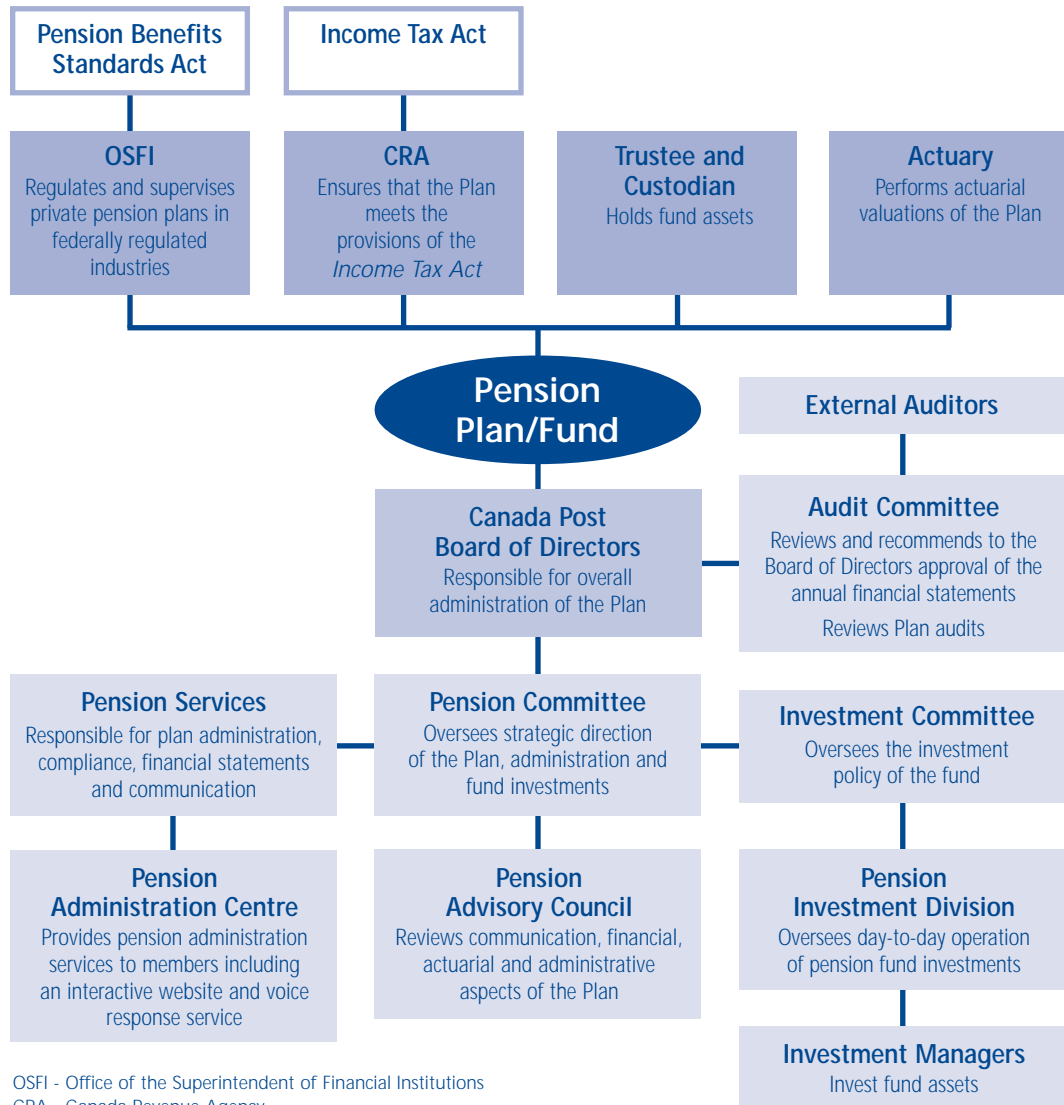 Pension Benefits
Standards Act
Income Tax Act
OSFI
Regulates and supervises
private pension plans in
federally regulated
industries
CRA
Ensures that the Plan
meets the
provisions of the
Income Tax Act
Trustee and
Custodian
Holds fund assets
Actuary
Performs actuarial
valuations of the Plan
Pension
Plan/Fund
External Auditors
Canada Post
Board of Directors
Responsible for overall
administration of the Plan
Audit Committee
Reviews and recommends to the
Board of Directors approval of the
annual financial statements
Reviews Plan audits
Pension Services
Responsible for plan administration,
compliance, financial statements
and communication
Pension Committee
Oversees strategic direction
of the Plan, administration and
fund investments
Investment Committee
Oversees the investment
policy of the fund
Pension
Administration Centre
Provides pension administration
services to members including
an interactive website and voice
response service
Pension
Advisory Council
Reviews communication, financial,
actuarial and administrative
aspects of the Plan
Pension
Investment Division
Oversees day-to-day operation
of pension fund investments
Investment Managers
Invest fund assets
OSFI - Office of the Superintendent of Financial Institutions
CRA - Canada Revenue Agency